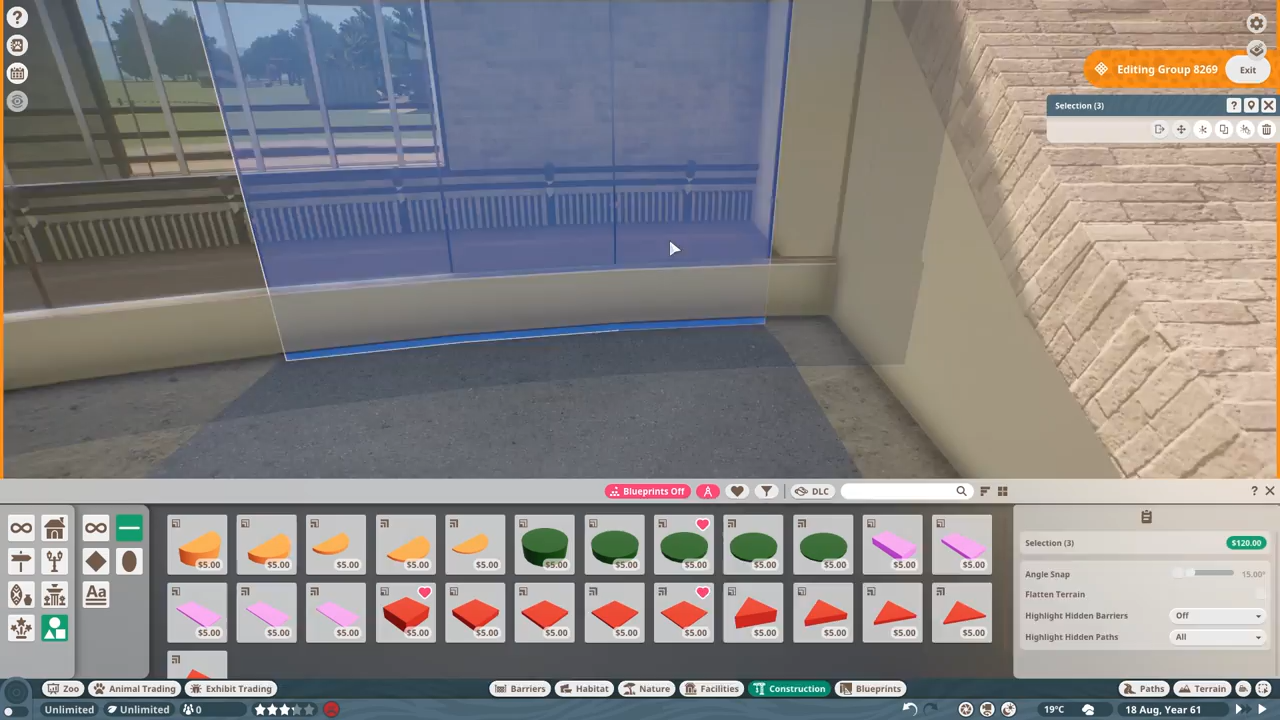 Editing Group 8269
Exit
Selection (3)
?
Blueprints Off
DLC
?
$5.00 $5.00 $5.00 $5.00 $5.00 $5.00 $5.00 $5.00 $5.00 $5.00 $5.00 $5.00
$5.00 $5.00 $5.00 $5.00 $5.00 $5.00 $5.00 $5.00 $5.00 $5.00 $5.00 $5.00
Aa
Selection (3) $120.00
Angle Snap 15.00°
Flatten Terrain
Highlight Hidden Barriers Off
Highlight Hidden Paths All
Zoo Animal Trading Exhibit Trading Barriers Habitat Nature Facilities Construction Blueprints Paths Terrain
Unlimited Unlimited 0 19°C 18 Aug, Year 61